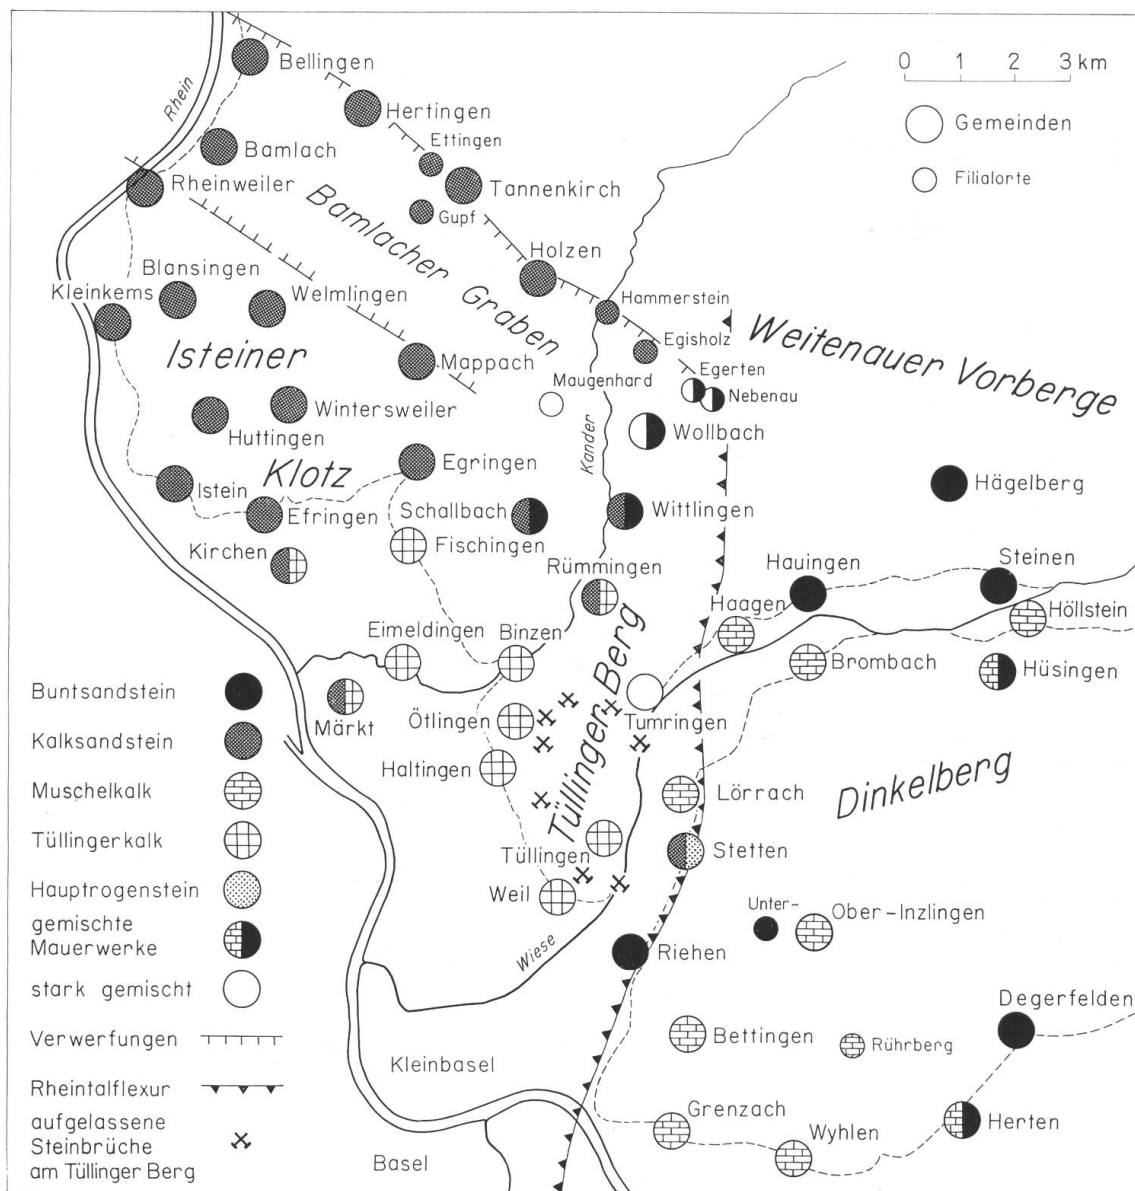 Bellingen
0 1 2 3 km
Rhein
Hertingen
Gemeinden
Ettingen
Bamlach
Rheinweiler
Tannenkirch
Filialorte
Gupf
Bamlacher Graben
Holzen
Blansingen
Kleinkems
Welmlingen
Hammerstein
Weitenauer Vorberge
Isteiner
Egisholz
Mappach
Egerten
Maugenhard
Nebenau
Wintersweiler
Huttingen
Kander
Wollbach
Klotz
Egringen
Istein
Hägelberg
Efringen
Schallbach
Wittlingen
Kirchen
Fischingen
Rümmingen
Hauingen
Steinen
Haagen
Höllstein
Eimeldingen
Binzen
Brombach
Hüsingen
Buntsandstein
Märkt
Ötlingen
Tüllinger Berg
Tumringen
Kalksandstein
Haltingen
Dinkelberg
Muschelkalk
Lörrach
Tüllingerkalk
Tüllingen
Stetten
Hauptrogenstein
Weil
Unter-
Ober-Inzlingen
gemischte
Mauerwerke
Wiese
Riehen
stark gemischt
Degerfelden
Verwerfungen
Bettingen
Rührberg
Kleinbasel
Rheintalflexur
Grenzach
Herten
aufgelassene
Steinbrüche
am Tüllinger Berg
Wyhlen
Basel